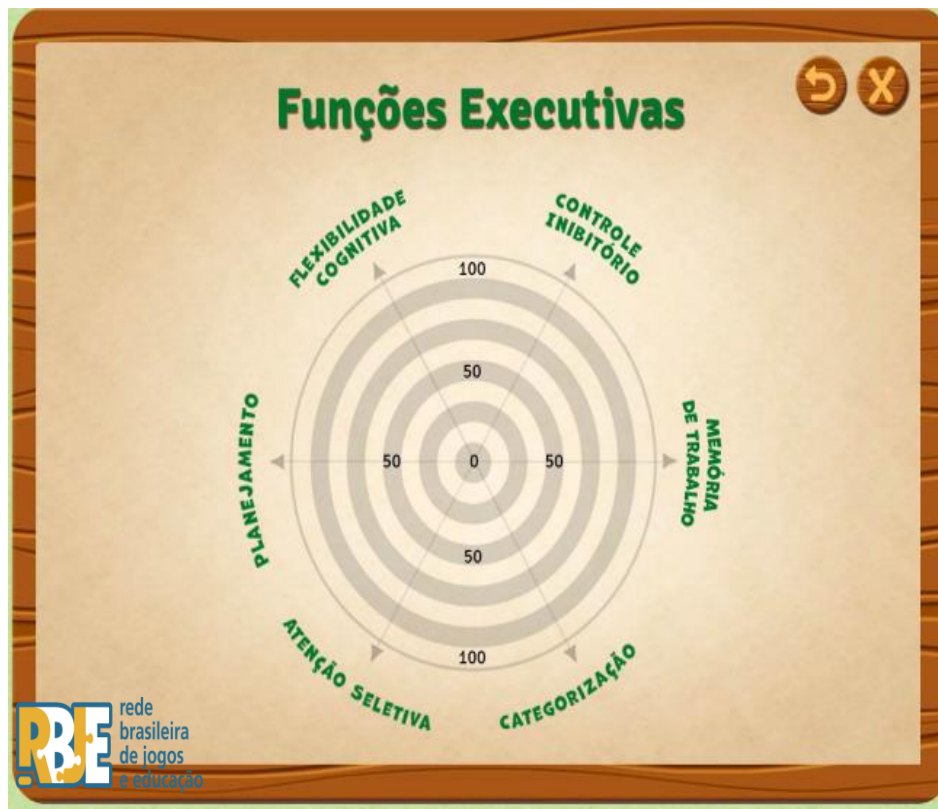 Funções Executivas
FLEXIBILIDADE
COGNITIVA
CONTROLE
INIBITÓRIO
100
50
PLANEJAMENTO
50
0
50
MEMÓRIA
DE TRABALHO
50
100
ATENÇÃO SELETIVA
CATEGORIZAÇÃO
RBJE
rede
brasileira
de jogos
e educação